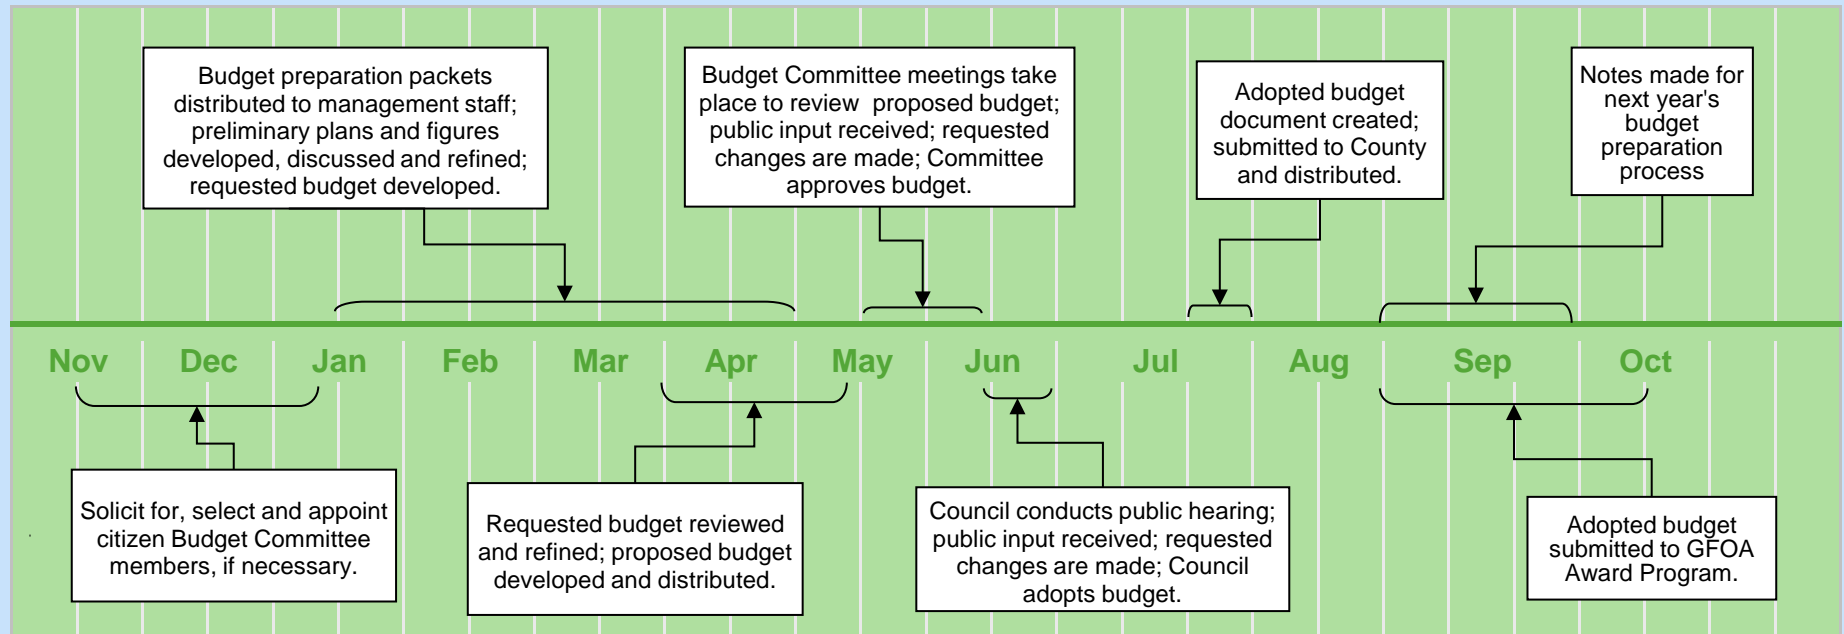 Budget preparation packets
distributed to management staff;
preliminary plans and figures
developed, discussed and refined;
requested budget developed.
Budget Committee meetings take
place to review proposed budget;
public input received; requested
changes are made; Committee
approves budget.
Adopted budget
document created;
submitted to County
and distributed.
Notes made for
next year's
budget
preparation
process
Nov Dec Jan Feb Mar Apr May Jun Jul Aug Sep Oct
Solicit for, select and appoint
citizen Budget Committee
members, if necessary.
Requested budget reviewed
and refined; proposed budget
developed and distributed.
Council conducts public hearing;
public input received; requested
changes are made; Council
adopts budget.
Adopted budget
submitted to GFOA
Award Program.